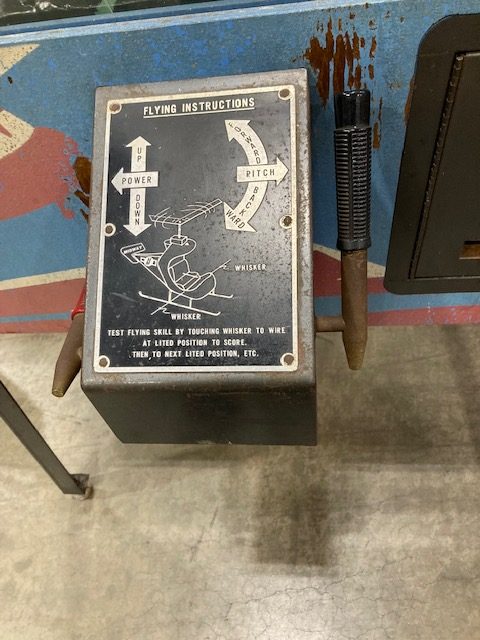 FLYING INSTRUCTIONS
UP
POWER
DOWN
FORWARD
PITCH
BACKWARD
MIDWAY
WHISKER
WHISKER
TEST FLYING SKILL BY TOUCHING WHISKER TO WIRE
AT LITED POSITION TO SCORE.
THEN TO NEXT LITED POSITION, ETC.